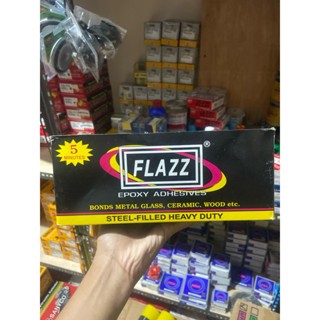 5
MINUTES
FLAZZ®
EPOXY ADHESIVES
BONDS METAL GLASS, CERAMIC, WOOD etc.
STEEL-FILLED HEAVY DUTY